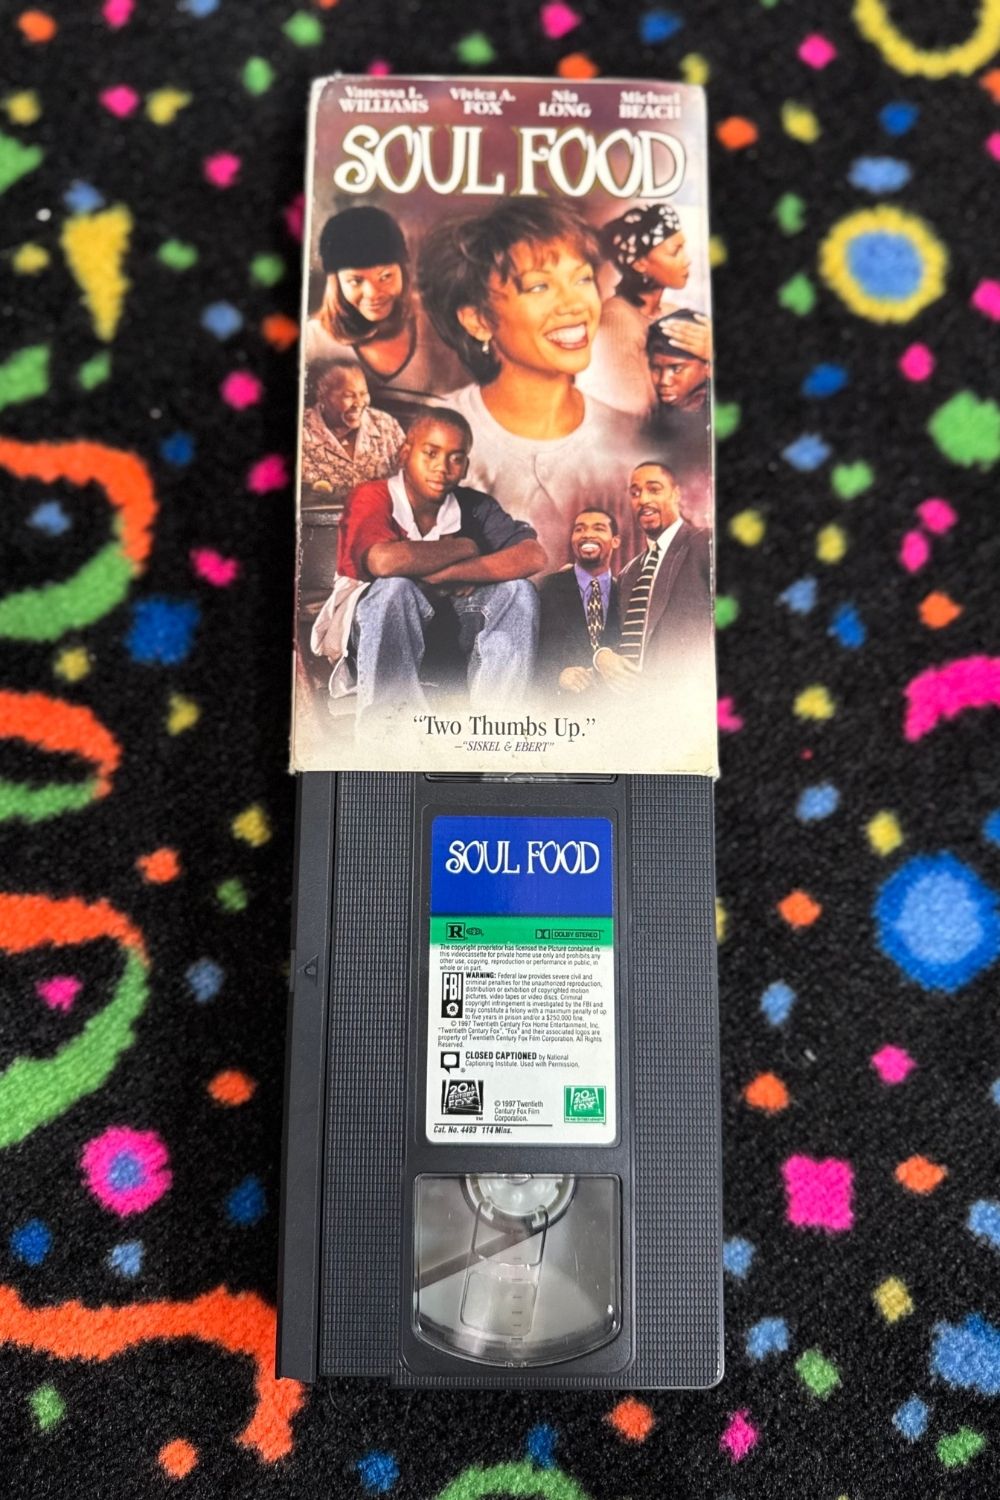 Vanessa L. Vivica A. Nia Michael
WILLIAMS FOX LONG BEACH
SOUL FOOD
"Two Thumbs Up."
–"SISKEL & EBERT"
SOUL FOOD
R DOLBY STEREO
The copyright proprietor has licensed the Picture contained in
this videocassette for private home use only and prohibits any
other use, copying, reproduction or performance in public, in
whole or in part.
FBI WARNING: Federal law provides severe civil and
criminal penalties for the unauthorized reproduction,
distribution or exhibition of copyrighted motion
pictures, video tapes or video discs. Criminal
copyright infringement is investigated by the FBI and
may constitute a felony with a maximum penalty of up
to five years in prison and/or a $250,000 fine.
© 1997 Twentieth Century Fox Home Entertainment, Inc.
"Twentieth Century Fox", "Fox" and their associated logos are
property of Twentieth Century Fox Film Corporation. All Rights
Reserved.
CLOSED CAPTIONED by National
Captioning Institute. Used with Permission.
20th CENTURY FOX TM
© 1997 Twentieth
Century Fox Film
Corporation.
20th CENTURY FOX
Cat. No. 4493 114 Mins.